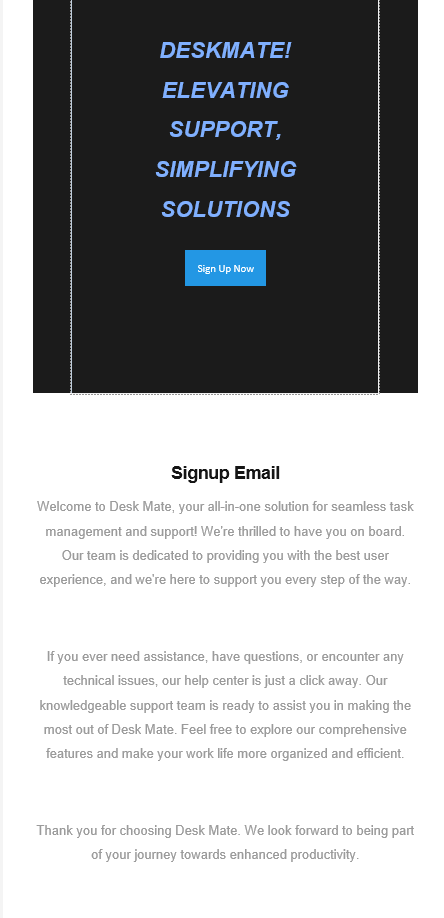 DESKMATE!
ELEVATING
SUPPORT,
SIMPLIFYING
SOLUTIONS
Sign Up Now
Signup Email
Welcome to Desk Mate, your all-in-one solution for seamless task
management and support! We're thrilled to have you on board.
Our team is dedicated to providing you with the best user
experience, and we're here to support you every step of the way.
If you ever need assistance, have questions, or encounter any
technical issues, our help center is just a click away. Our
knowledgeable support team is ready to assist you in making the
most out of Desk Mate. Feel free to explore our comprehensive
features and make your work life more organized and efficient.
Thank you for choosing Desk Mate. We look forward to being part
of your journey towards enhanced productivity.